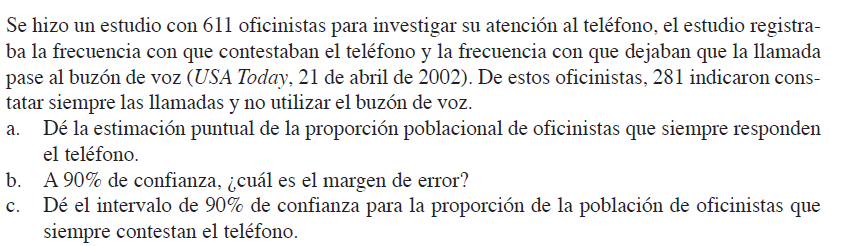 Se hizo un estudio con 611 oficinistas para investigar su atención al teléfono, el estudio registra-
ba la frecuencia con que contestaban el teléfono y la frecuencia con que dejaban que la llamada
pase al buzón de voz (USA Today, 21 de abril de 2002). De estos oficinistas, 281 indicaron cons-
tatar siempre las llamadas y no utilizar el buzón de voz.
a. Dé la estimación puntual de la proporción poblacional de oficinistas que siempre responden
el teléfono.
b. A 90% de confianza, ¿cuál es el margen de error?
c. Dé el intervalo de 90% de confianza para la proporción de la población de oficinistas que
siempre contestan el teléfono.